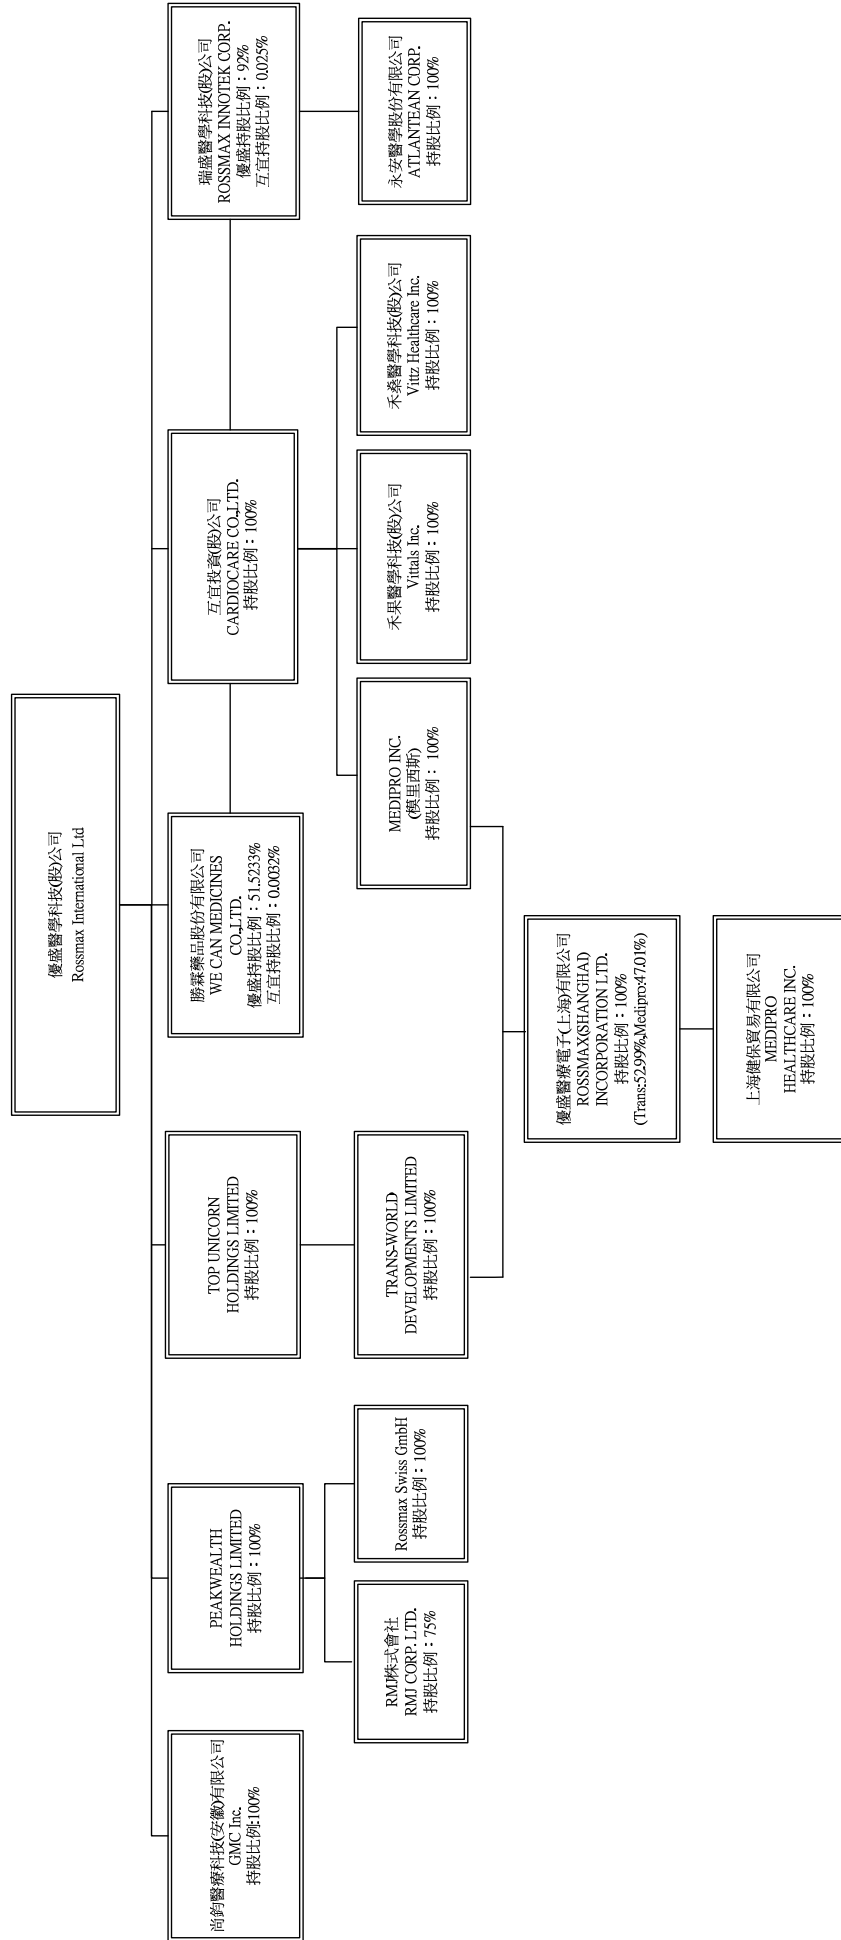 優盛醫學科技(股)公司
Rossmax International Ltd
尚鈞醫療科技(安徽)有限公司
GMC Inc.
持股比例:100%
PEAKWEALTH
HOLDINGS LIMITED
持股比例：100%
TOP UNICORN
HOLDINGS LIMITED
持股比例：100%
勝霖藥品股份有限公司
WE CAN MEDICINES
CO.,LTD.
優盛持股比例：51.5233%
互宜持股比例：0.0032%
互宜投資(股)公司
CARDIOCARE CO.,LTD.
持股比例：100%
瑞盛醫學科技(股)公司
ROSSMAX INNOTEK CORP.
優盛持股比例：92%
互宜持股比例：0.025%
RMJ株式會社
RMJ CORP. LTD.
持股比例：75%
Rossmax Swiss GmbH
持股比例：100%
TRANS-WORLD
DEVELOPMENTS LIMITED
持股比例：100%
MEDIPRO INC.
(模里西斯)
持股比例： 100%
禾果醫學科技(股)公司
Vittals Inc.
持股比例：100%
禾燊醫學科技(股)公司
Vittz Healthcare Inc.
持股比例：100%
永安醫學股份有限公司
ATLANTEAN CORP.
持股比例：100%
優盛醫療電子(上海)有限公司
ROSSMAX(SHANGHAI)
INCORPORATION LTD.
持股比例：100%
(Trans:52.99%,Medipro:47.01%)
上海健保貿易有限公司
MEDIPRO
HEALTHCARE INC.
持股比例：100%